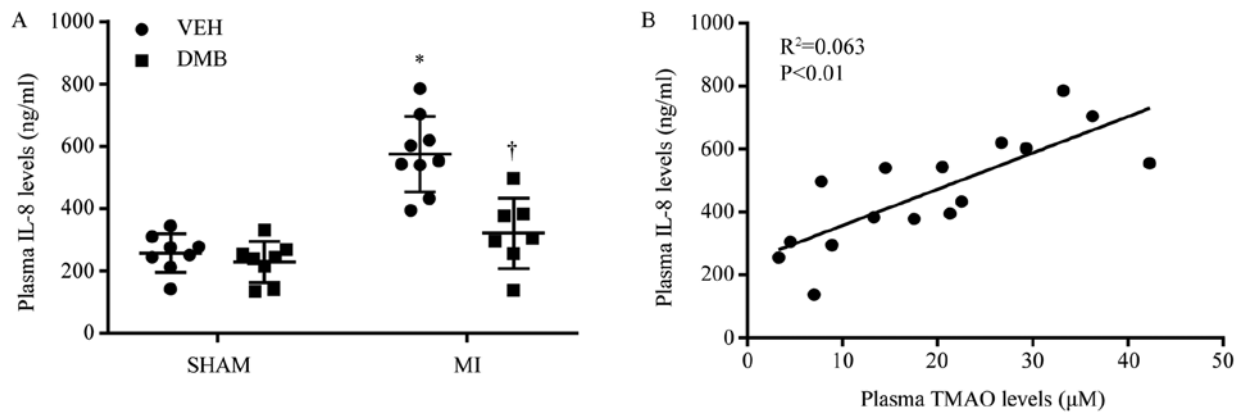 A
VEH
DMB
Plasma IL-8 levels (ng/ml)
1000
800
600
400
200
0
*
†
SHAM
MI
B
R²=0.063
P<0.01
Plasma IL-8 levels (ng/ml)
1000
800
600
400
200
0
0
10
20
30
40
50
Plasma TMAO levels (μM)